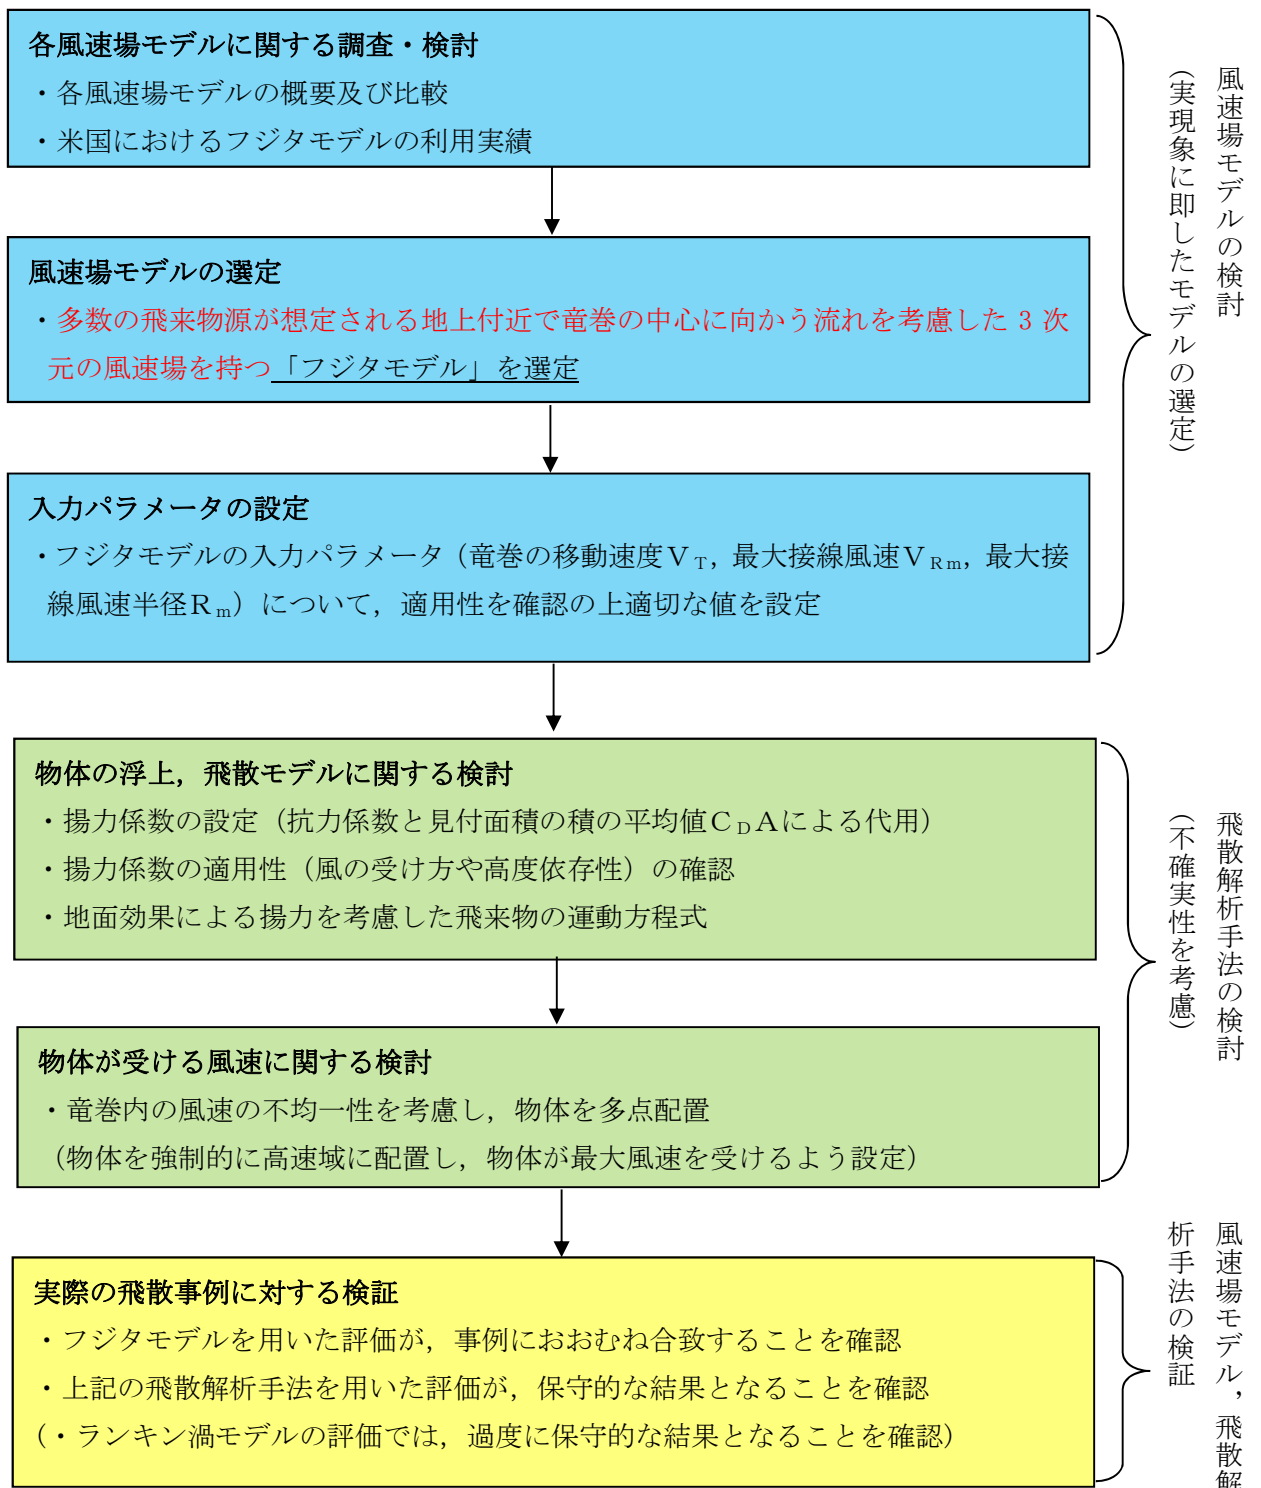 各風速場モデルに関する調査・検討
・各風速場モデルの概要及び比較
・米国におけるフジタモデルの利用実績
風速場モデルの選定
・多数の飛来物源が想定される地上付近で竜巻の中心に向かう流れを考慮した 3 次
元の風速場を持つ「フジタモデル」を選定
入力パラメータの設定
・フジタモデルの入力パラメータ（竜巻の移動速度ＶT，最大接線風速ＶRm，最大接
線風速半径Ｒm）について，適用性を確認の上適切な値を設定
風速場モデルの検討
（実現象に即したモデルの選定）
物体の浮上，飛散モデルに関する検討
・揚力係数の設定（抗力係数と見付面積の積の平均値ＣDＡによる代用）
・揚力係数の適用性（風の受け方や高度依存性）の確認
・地面効果による揚力を考慮した飛来物の運動方程式
物体が受ける風速に関する検討
・竜巻内の風速の不均一性を考慮し，物体を多点配置
（物体を強制的に高速域に配置し，物体が最大風速を受けるよう設定）
飛散解析手法の検討
（不確実性を考慮）
実際の飛散事例に対する検証
・フジタモデルを用いた評価が，事例におおむね合致することを確認
・上記の飛散解析手法を用いた評価が，保守的な結果となることを確認
（・ランキン渦モデルの評価では，過度に保守的な結果となることを確認）
風速場モデル，飛散解
析手法の検証